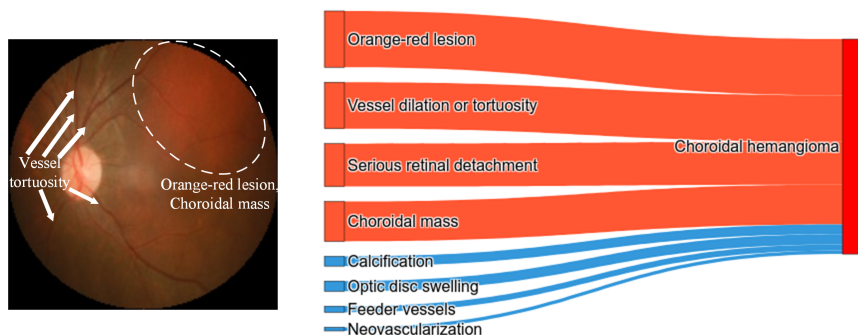 Vessel
tortuosity
Orange-red lesion,
Choroidal mass
Orange-red lesion
Vessel dilation or tortuosity
Serious retinal detachment
Choroidal mass
Calcification
Optic disc swelling
Feeder vessels
Neovascularization
Choroidal hemangioma